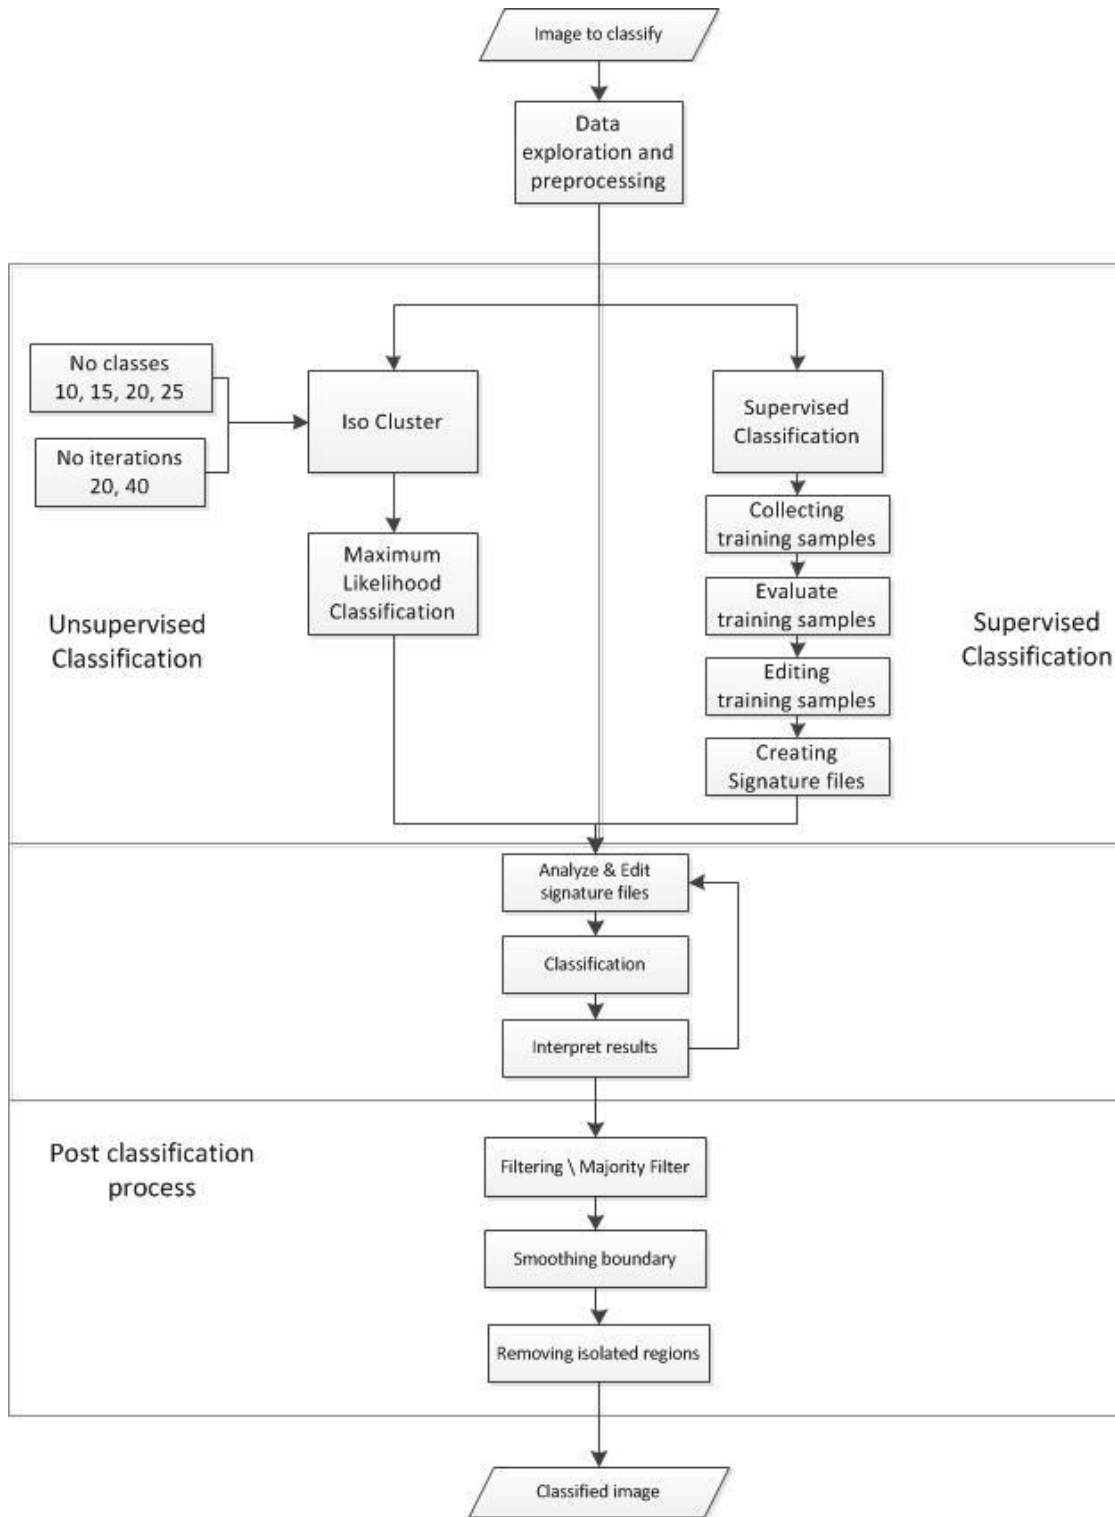 Image to classify
Data
exploration and
preprocessing
No classes
10, 15, 20, 25
No iterations
20, 40
Iso Cluster
Maximum
Likelihood
Classification
Unsupervised
Classification
Supervised
Classification
Collecting
training samples
Evaluate
training samples
Editing
training samples
Creating
Signature files
Supervised
Classification
Analyze & Edit
signature files
Classification
Interpret results
Post classification
process
Filtering \ Majority Filter
Smoothing boundary
Removing isolated regions
Classified image